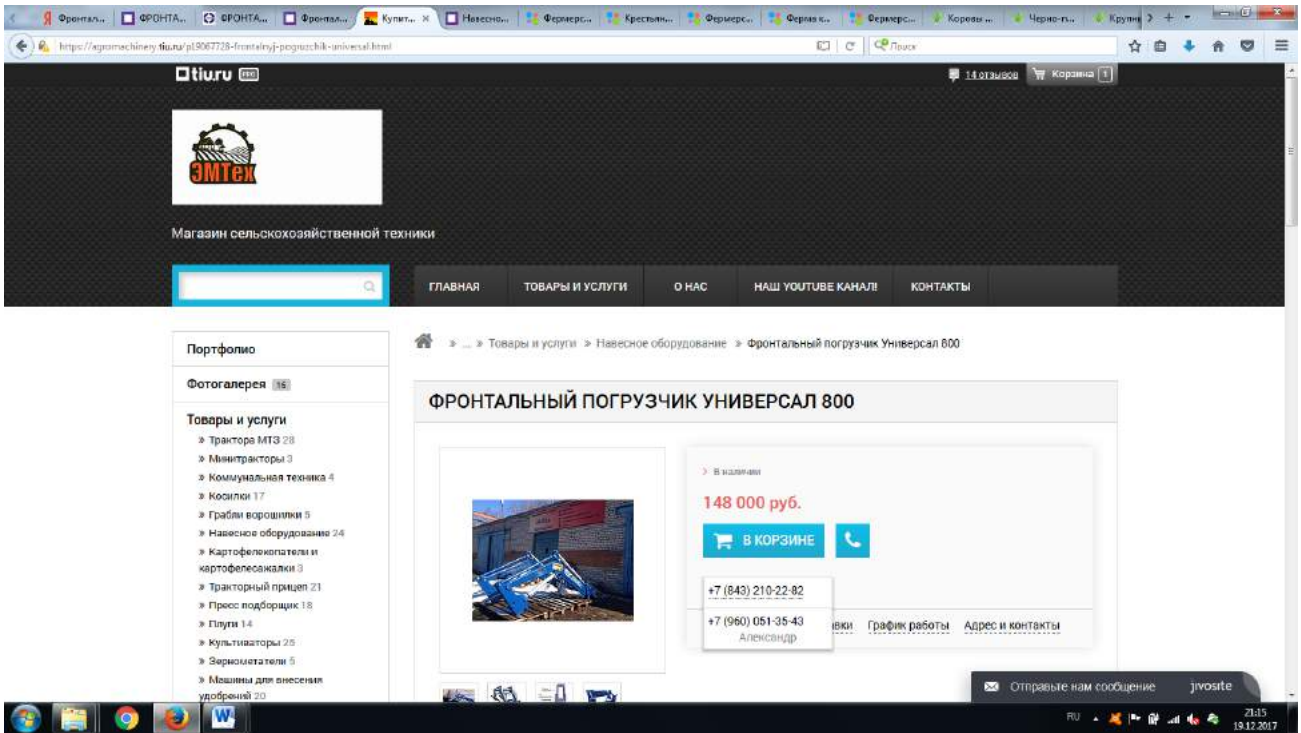 Фронтал...
ФРОНТА...
ФРОНТА...
Фронтал...
Купит...
Навесно...
Фермерс...
Крестьян...
Фермерс...
Ферма к...
Фермерс...
Коровы ...
Черно-п...
Крупны
https://agromachinery.tiu.ru/p19067728-frontalnyj-pogruzchik-universal.html
Поиск
tiu.ru PRO
14 отзывов
Корзина 1
ЭМТех
Магазин сельскохозяйственной техники
ГЛАВНАЯ ТОВАРЫ И УСЛУГИ О НАС НАШ YOUTUBE КАНАЛ! КОНТАКТЫ
» ... » Товары и услуги » Навесное оборудование » Фронтальный погрузчик Универсал 800
Портфолио
Фотогалерея 16
Товары и услуги
» Трактора МТЗ 28
» Минитракторы 3
» Коммунальная техника 4
» Косилки 17
» Грабли ворошилки 5
» Навесное оборудование 24
» Картофелекопатели и
картофелесажалки 3
» Тракторный прицеп 21
» Пресс подборщик 18
» Плуги 14
» Культиваторы 25
» Зернометатели 5
» Машины для внесения
удобрений 20
ФРОНТАЛЬНЫЙ ПОГРУЗЧИК УНИВЕРСАЛ 800
В наличии
148 000 руб.
В КОРЗИНЕ
+7 (843) 210-22-82
+7 (960) 051-35-43
Александр
авки График работы Адрес и контакты
Отправьте нам сообщение jivosite
RU
21:15
19.12.2017